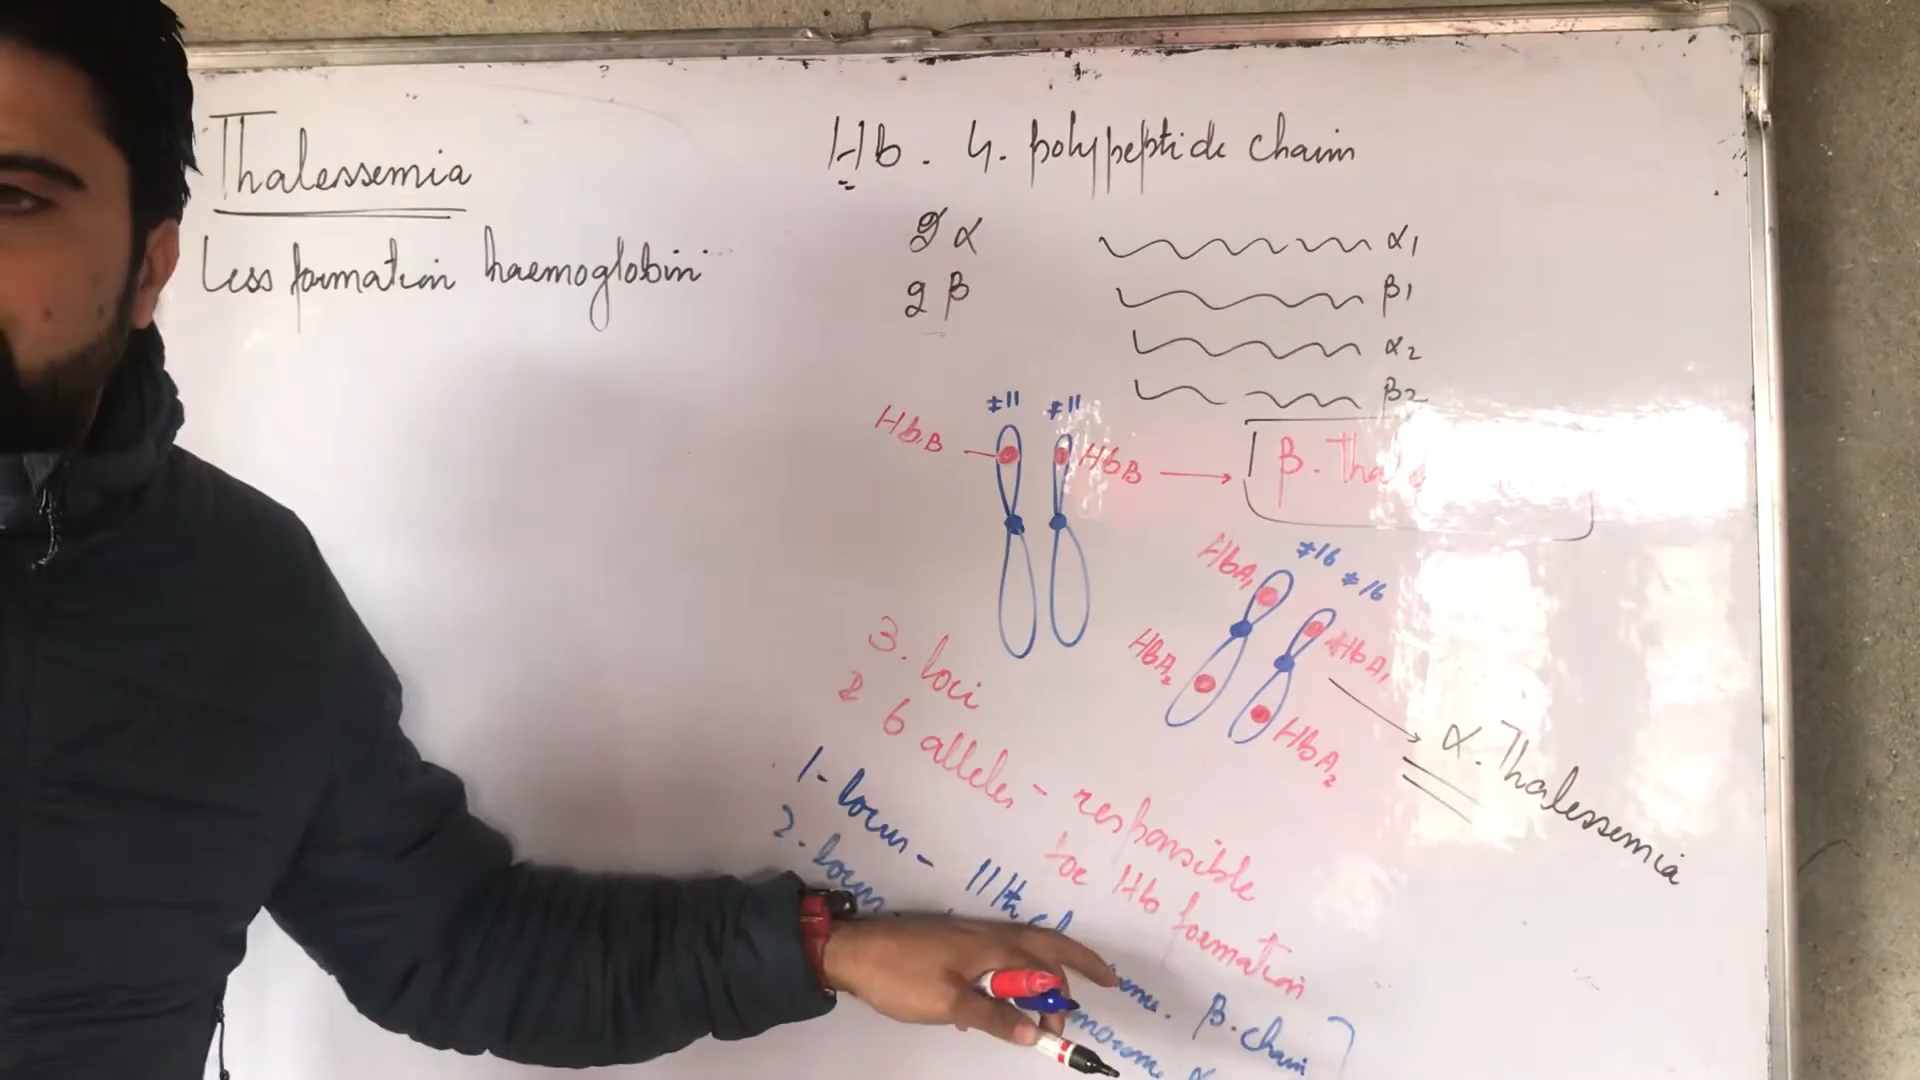 Thalessemia
Less formation haemoglobin
Hb. 4. polypeptide chain
2 α
2 β
α1
β1
α2
β2
#11 #11
HbB
HbB
β. Thal
#16
#16
HbA1
HbA1
HbA2
HbA2
α. Thalessemia
3. loci
& 6 alleles - responsible
for Hb formation
1- locus - 11th ch
β. chain
2. locus
α